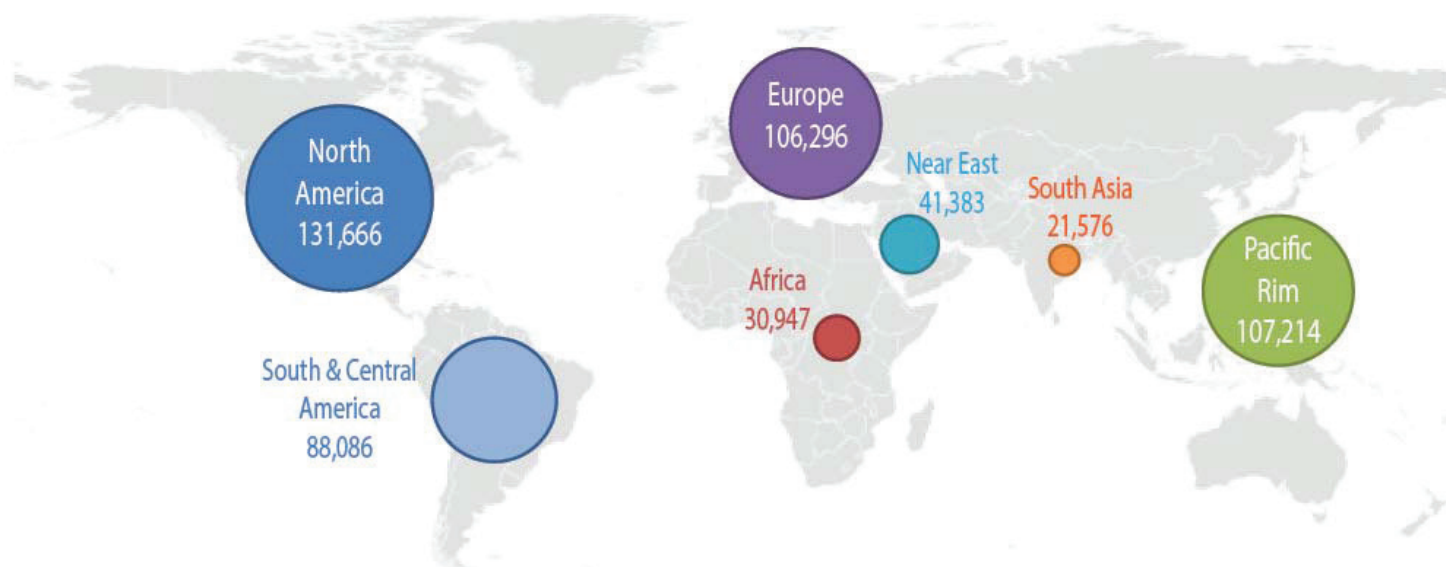 North
America
131,666
South & Central
America
88,086
Europe
106,296
Near East
41,383
Africa
30,947
South Asia
21,576
Pacific
Rim
107,214